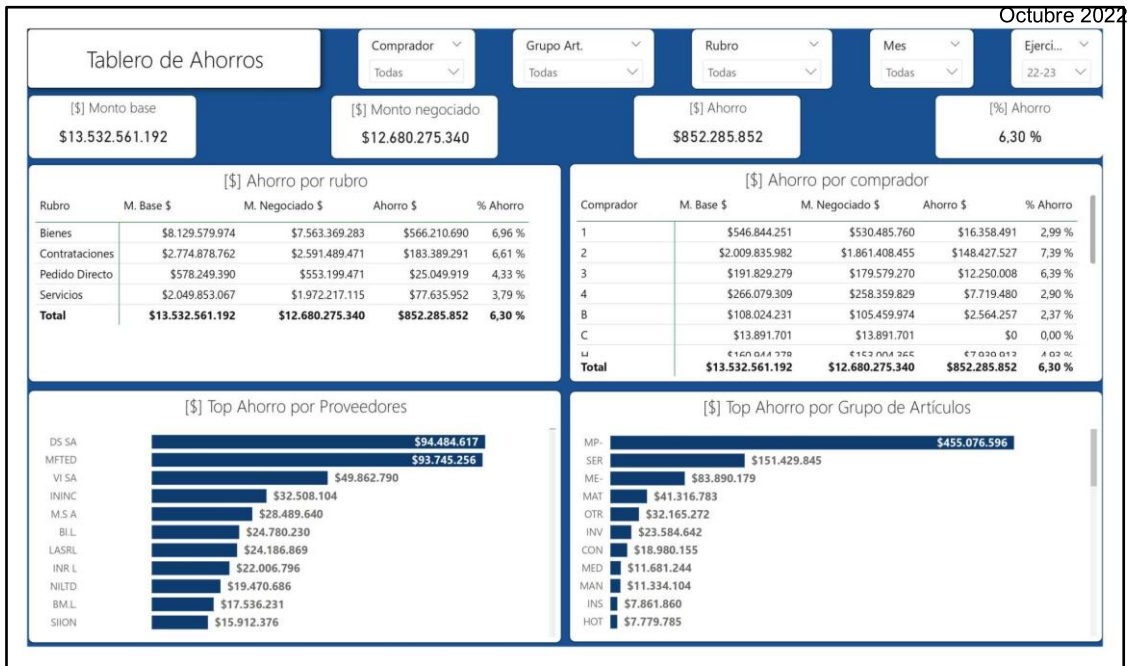 Octubre 2022
Tablero de Ahorros
Comprador
Todas
Grupo Art.
Todas
Rubro
Todas
Mes
Todas
Ejerci...
22-23
[$] Monto base
$13.532.561.192
[$] Monto negociado
$12.680.275.340
[$] Ahorro
$852.285.852
[%] Ahorro
6,30 %
[$] Ahorro por rubro
Rubro M. Base $ M. Negociado $ Ahorro $ % Ahorro
Bienes $8.129.579.974 $7.563.369.283 $566.210.690 6,96 %
Contrataciones $2.774.878.762 $2.591.489.471 $183.389.291 6,61 %
Pedido Directo $578.249.390 $553.199.471 $25.049.919 4,33 %
Servicios $2.049.853.067 $1.972.217.115 $77.635.952 3,79 %
Total $13.532.561.192 $12.680.275.340 $852.285.852 6,30 %
[$] Ahorro por comprador
Comprador M. Base $ M. Negociado $ Ahorro $ % Ahorro
1 $546.844.251 $530.485.760 $16.358.491 2,99 %
2 $2.009.835.982 $1.861.408.455 $148.427.527 7,39 %
3 $191.829.279 $179.579.270 $12.250.008 6,39 %
4 $266.079.309 $258.359.829 $7.719.480 2,90 %
B $108.024.231 $105.459.974 $2.564.257 2,37 %
C $13.891.701 $13.891.701 $0 0,00 %
$160.944.278 $153.004.365 $7.939.913 4,93 %
Total $13.532.561.192 $12.680.275.340 $852.285.852 6,30 %
[$] Top Ahorro por Proveedores
DS SA $94.484.617
MFTED $93.745.256
VI SA $49.862.790
ININC $32.508.104
M.S A $28.489.640
BI.L. $24.780.230
LASRL $24.186.869
INR L $22.006.796
NILTD $19.470.686
BM.L. $17.536.231
SIION $15.912.376
[$] Top Ahorro por Grupo de Artículos
MP- $455.076.596
SER $151.429.845
ME- $83.890.179
MAT $41.316.783
OTR $32.165.272
INV $23.584.642
CON $18.980.155
MED $11.681.244
MAN $11.334.104
INS $7.861.860
HOT $7.779.785